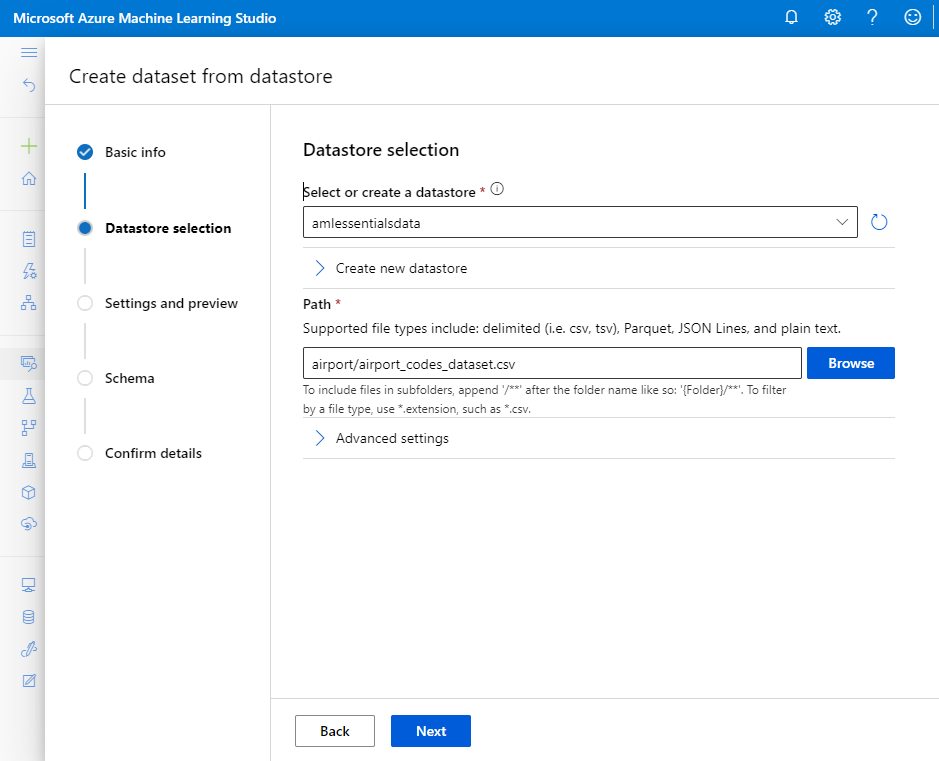 Microsoft Azure Machine Learning Studio
Create dataset from datastore
Basic info
Datastore selection
Settings and preview
Schema
Confirm details
Datastore selection
Select or create a datastore *
amlessentialsdata
Create new datastore
Path *
Supported file types include: delimited (i.e. csv, tsv), Parquet, JSON Lines, and plain text.
airport/airport_codes_dataset.csv
Browse
To include files in subfolders, append '/**' after the folder name like so: '{Folder}/**'. To filter
by a file type, use *.extension, such as *.csv.
Advanced settings
Back
Next